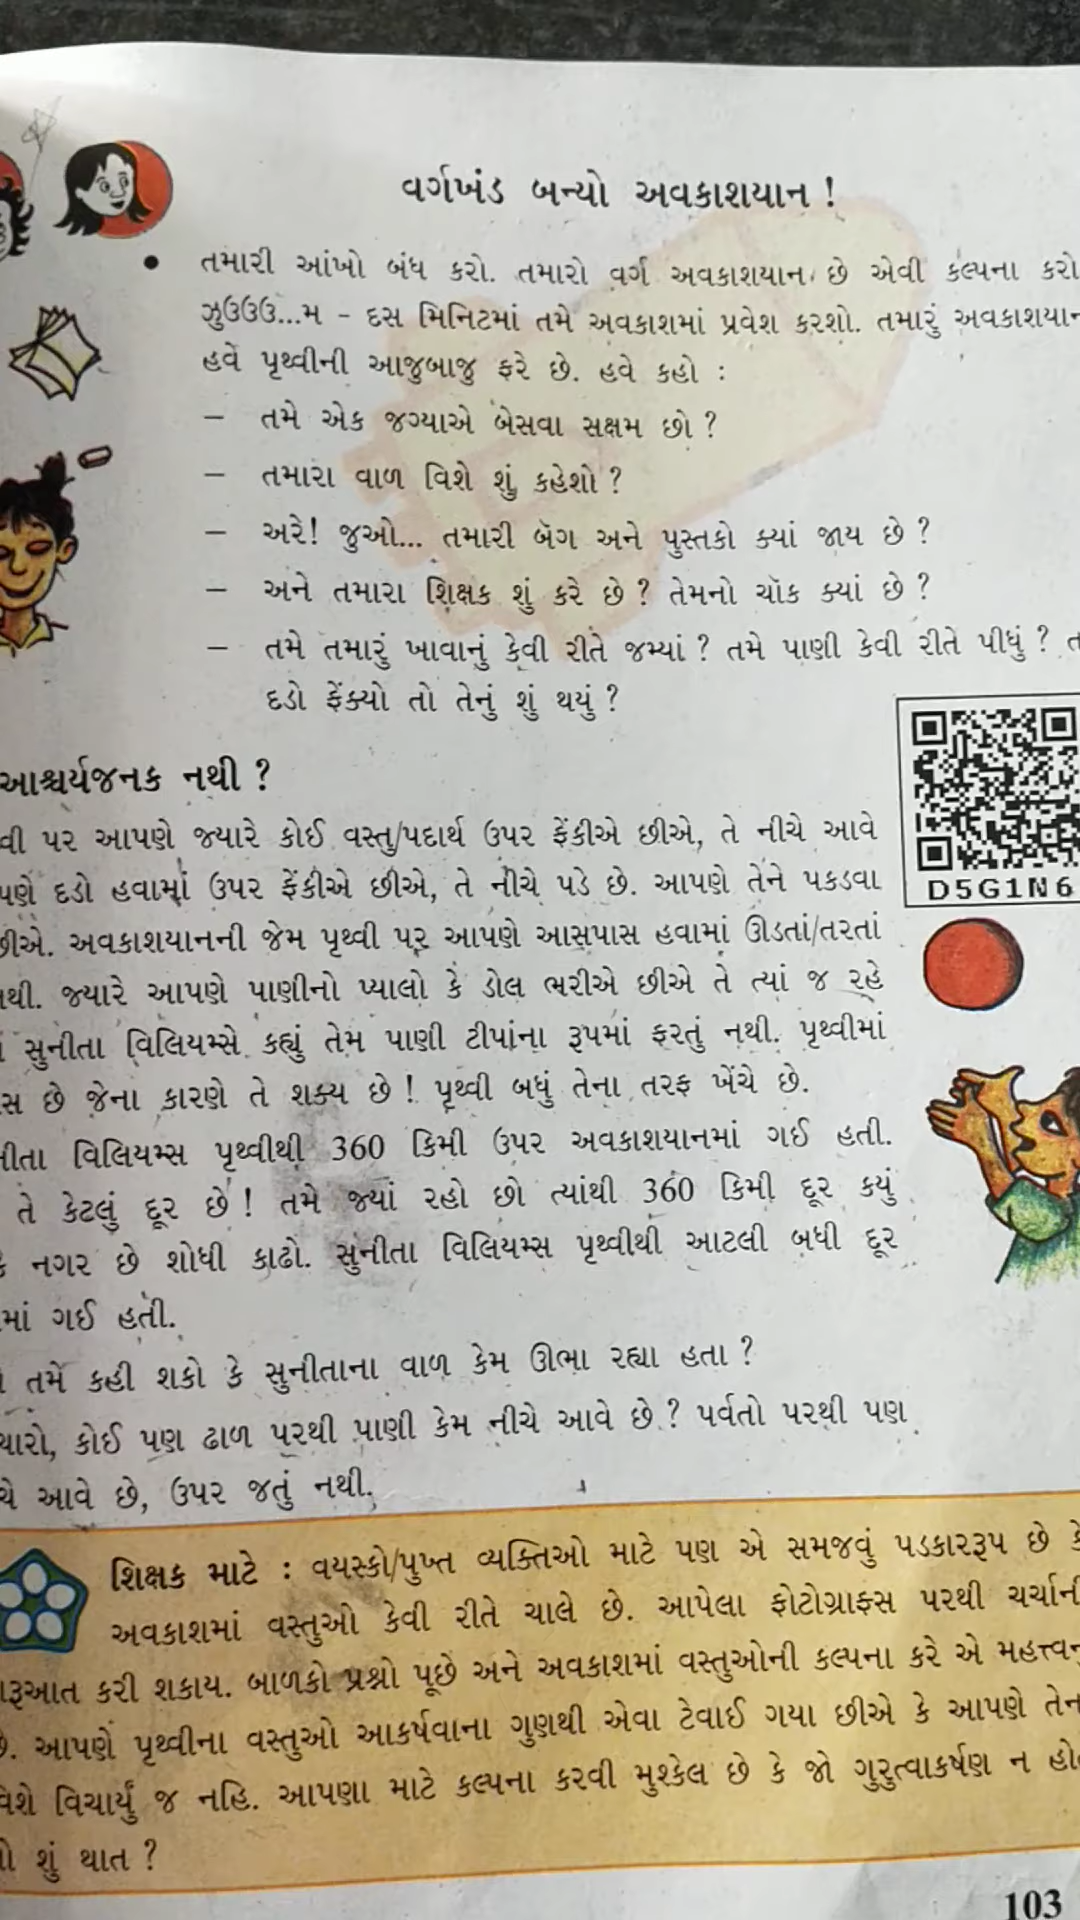 વર્ગખંડ બન્યો અવકાશયાન !
• તમારી આંખો બંધ કરો. તમારો વર્ગ અવકાશયાન છે એવી કલ્પના કરો
ઝુઉઉઉ...મ – દસ મિનિટમાં તમે અવકાશમાં પ્રવેશ કરશો. તમારું અવકાશયાન
હવે પૃથ્વીની આજુબાજુ ફરે છે. હવે કહો :
– તમે એક જગ્યાએ બેસવા સક્ષમ છો ?
– તમારા વાળ વિશે શું કહેશો ?
– અરે! જુઓ... તમારી બૅગ અને પુસ્તકો ક્યાં જાય છે ?
– અને તમારા શિક્ષક શું કરે છે ? તેમનો ચૉક ક્યાં છે ?
– તમે તમારું ખાવાનું કેવી રીતે જમ્યાં ? તમે પાણી કેવી રીતે પીધું ?
દડો ફેંક્યો તો તેનું શું થયું ?
આશ્ચર્યજનક નથી ?
પર આપણે જ્યારે કોઈ વસ્તુ/પદાર્થ ઉપર ફેંકીએ છીએ, તે નીચે આવે
દડો હવામાં ઉપર ફેંકીએ છીએ, તે નીચે પડે છે. આપણે તેને પકડવા
છીએ. અવકાશયાનની જેમ પૃથ્વી પર આપણે આસપાસ હવામાં ઊડતાં/તરતાં
જ્યારે આપણે પાણીનો પ્યાલો કે ડોલ ભરીએ છીએ તે ત્યાં જ રહે
સુનીતા વિલિયમ્સે કહ્યું તેમ પાણી ટીપાંના રૂપમાં ફરતું નથી. પૃથ્વીમાં
છે જેના કારણે તે શક્ય છે ! પૃથ્વી બધું તેના તરફ ખેંચે છે.
વિલિયમ્સ પૃથ્વીથી 360 કિમી ઉપર અવકાશયાનમાં ગઈ હતી.
તે કેટલું દૂર છે ! તમે જ્યાં રહો છો ત્યાંથી 360 કિમી દૂર કયું
નગર છે શોધી કાઢો. સુનીતા વિલિયમ્સ પૃથ્વીથી આટલી બધી દૂર
ગઈ હતી.
તમે કહી શકો કે સુનીતાના વાળ કેમ ઊભા રહ્યા હતા ?
કોઈ પણ ઢાળ પરથી પાણી કેમ નીચે આવે છે ? પર્વતો પરથી પણ
આવે છે, ઉપર જતું નથી.
D5G1N6
શિક્ષક માટે : વયસ્કો/પુખ્ત વ્યક્તિઓ માટે પણ એ સમજવું પડકારરૂપ છે કે
અવકાશમાં વસ્તુઓ કેવી રીતે ચાલે છે. આપેલા ફોટોગ્રાફ્સ પરથી ચર્ચાની
કરી શકાય. બાળકો પ્રશ્નો પૂછે અને અવકાશમાં વસ્તુઓની કલ્પના કરે એ
આપણે પૃથ્વીના વસ્તુઓ આકર્ષવાના ગુણથી એવા ટેવાઈ ગયા છીએ કે આપણે
વિચાર્યું જ નહિ. આપણા માટે કલ્પના કરવી મુશ્કેલ છે કે જો ગુરુત્વાકર્ષણ ન
શું થાત ?
103